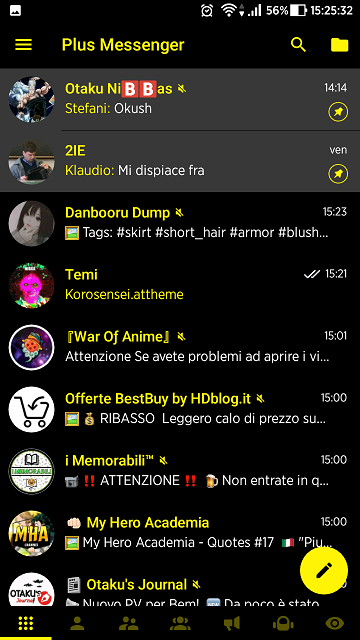 56% 15:25:32
Plus Messenger
Otaku Ni🅱️🅱️as 14:14
Stefani: Okush
2IE ven
Klaudio: Mi dispiace fra
Danbooru Dump 15:23
🖼 Tags: #skirt #short_hair #armor #blush...
Temi 15:21
Korosensei.attheme
『War Of Anime』 15:01
Attenzione Se avete problemi ad aprire i vi...
Offerte BestBuy by HDblog.it 15:00
🖼 💰 RIBASSO Leggero calo di prezzo su...
i Memorabili™ 15:00
📹 ‼️ ATTENZIONE ‼️ 🍺 Non entrate in q...
👊🏻 My Hero Academia 15:00
🖼 My Hero Academia - Quotes #17 🇮🇹 "Piu...
MHA
📰 Otaku's Journal 15:00
Nuovo PV per Bem! 🆕 Da poco è stato